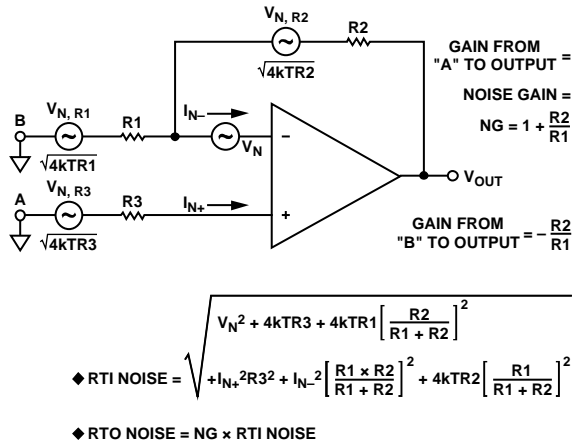 V_N, R2
R2
√4kTR2
GAIN FROM
"A" TO OUTPUT =
NOISE GAIN =
NG = 1 + R2/R1
B
V_N, R1
R1
I_N–
√4kTR1
V_N
–
A
V_N, R3
R3
I_N+
+
√4kTR3
V_OUT
GAIN FROM
"B" TO OUTPUT = – R2/R1
◆ RTI NOISE = √ V_N² + 4kTR3 + 4kTR1 [R2/(R1 + R2)]²
+I_N+²R3² + I_N–² [(R1 × R2)/(R1 + R2)]² + 4kTR2 [R1/(R1 + R2)]²
◆ RTO NOISE = NG × RTI NOISE